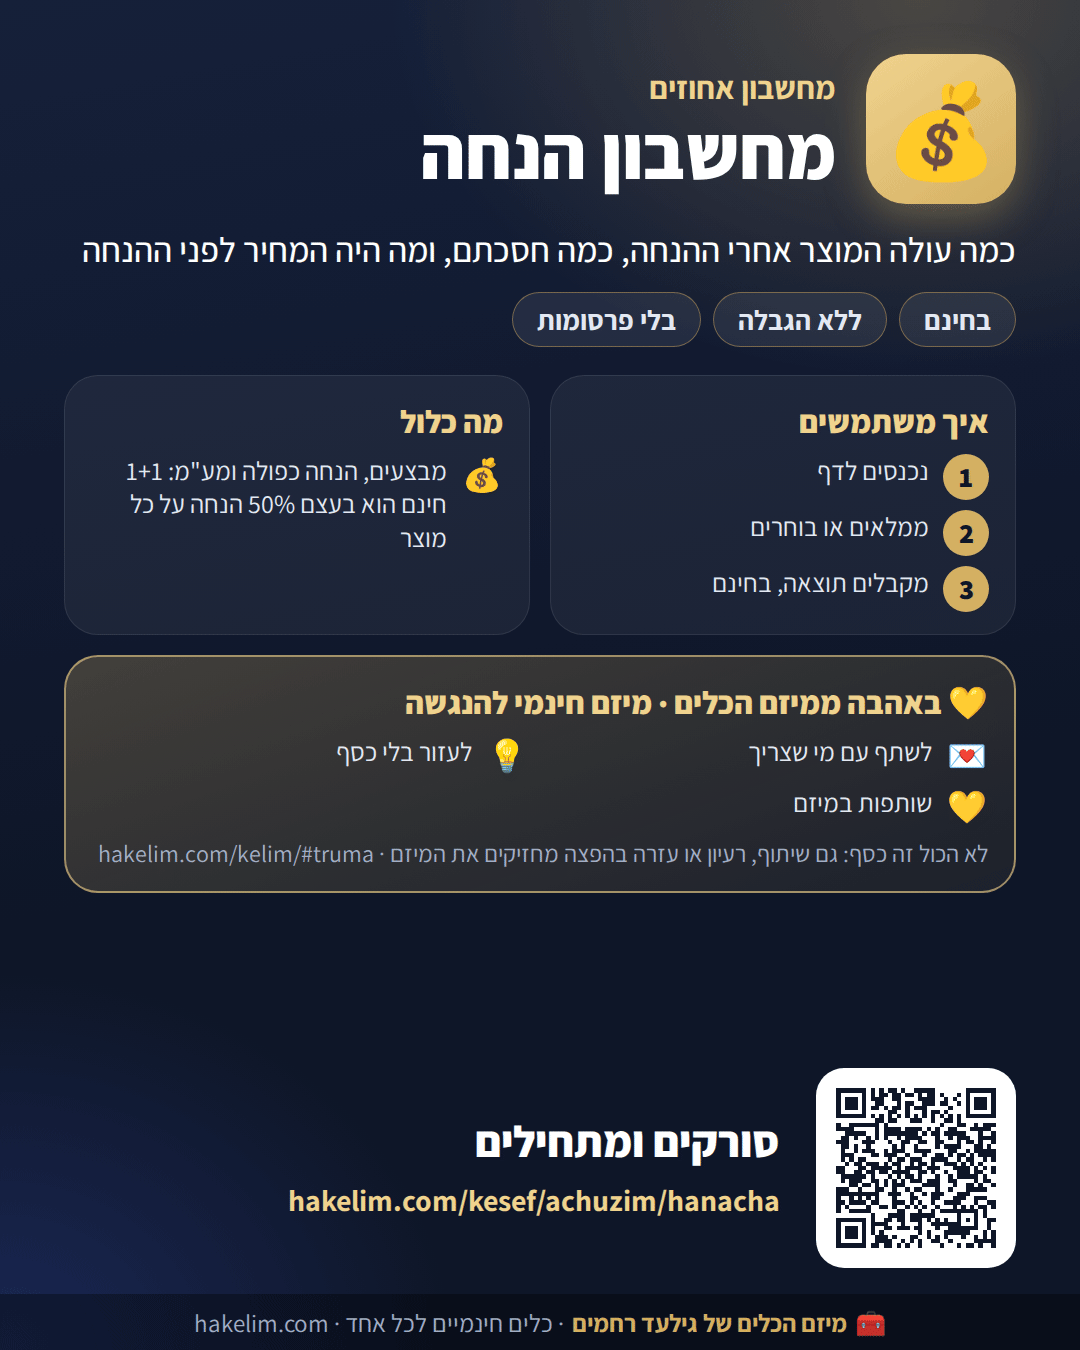 מחשבון אחוזים
מחשבון הנחה
כמה עולה המוצר אחרי ההנחה, כמה חסכתם, ומה היה המחיר לפני ההנחה
בחינם
ללא הגבלה
בלי פרסומות
איך משתמשים
1 נכנסים לדף
2 ממלאים או בוחרים
3 מקבלים תוצאה, בחינם
מה כלול
מבצעים, הנחה כפולה ומע"מ: 1+1
חינם הוא בעצם 50% הנחה על כל
מוצר
באהבה ממיזם הכלים · מיזם חינמי להנגשה
לשתף עם מי שצריך
לעזור בלי כסף
שותפות במיזם
לא הכול זה כסף: גם שיתוף, רעיון או עזרה בהפצה מחזיקים את המיזם · hakelim.com/kelim/#truma
סורקים ומתחילים
hakelim.com/kesef/achuzim/hanacha
מיזם הכלים של גילעד רחמים · כלים חינמיים לכל אחד · hakelim.com